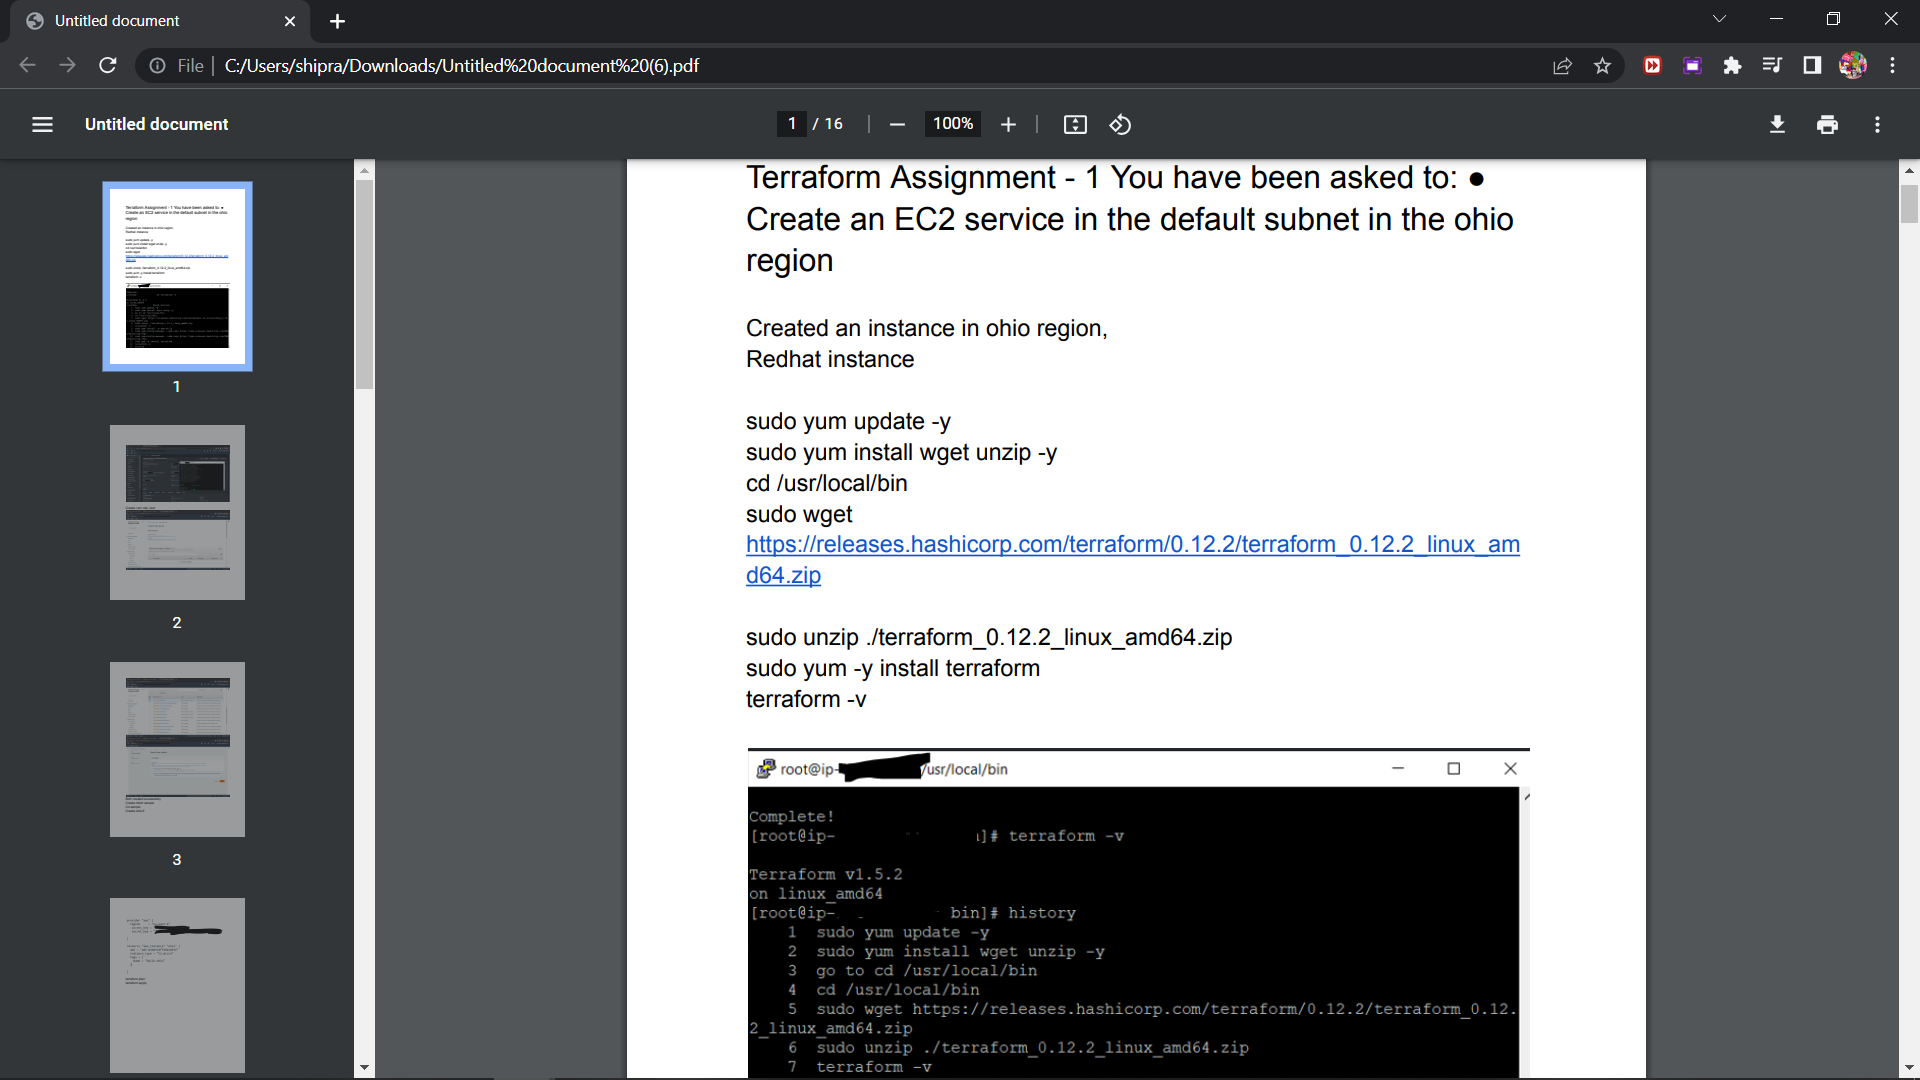 Untitled document
File
C:/Users/shipra/Downloads/Untitled%20document%20(6).pdf
Untitled document
1 / 16
100%
1
2
3
Terraform Assignment - 1 You have been asked to: ●
Create an EC2 service in the default subnet in the ohio
region
Created an instance in ohio region,
Redhat instance
sudo yum update -y
sudo yum install wget unzip -y
cd /usr/local/bin
sudo wget
https://releases.hashicorp.com/terraform/0.12.2/terraform_0.12.2_linux_am
d64.zip
sudo unzip ./terraform_0.12.2_linux_amd64.zip
sudo yum -y install terraform
terraform -v
root@ip- /usr/local/bin
Complete!
[root@ip- ]# terraform -v
Terraform v1.5.2
on linux_amd64
[root@ip- bin]# history
1 sudo yum update -y
2 sudo yum install wget unzip -y
3 go to cd /usr/local/bin
4 cd /usr/local/bin
5 sudo wget https://releases.hashicorp.com/terraform/0.12.2/terraform_0.12.
2_linux_amd64.zip
6 sudo unzip ./terraform_0.12.2_linux_amd64.zip
7 terraform -v